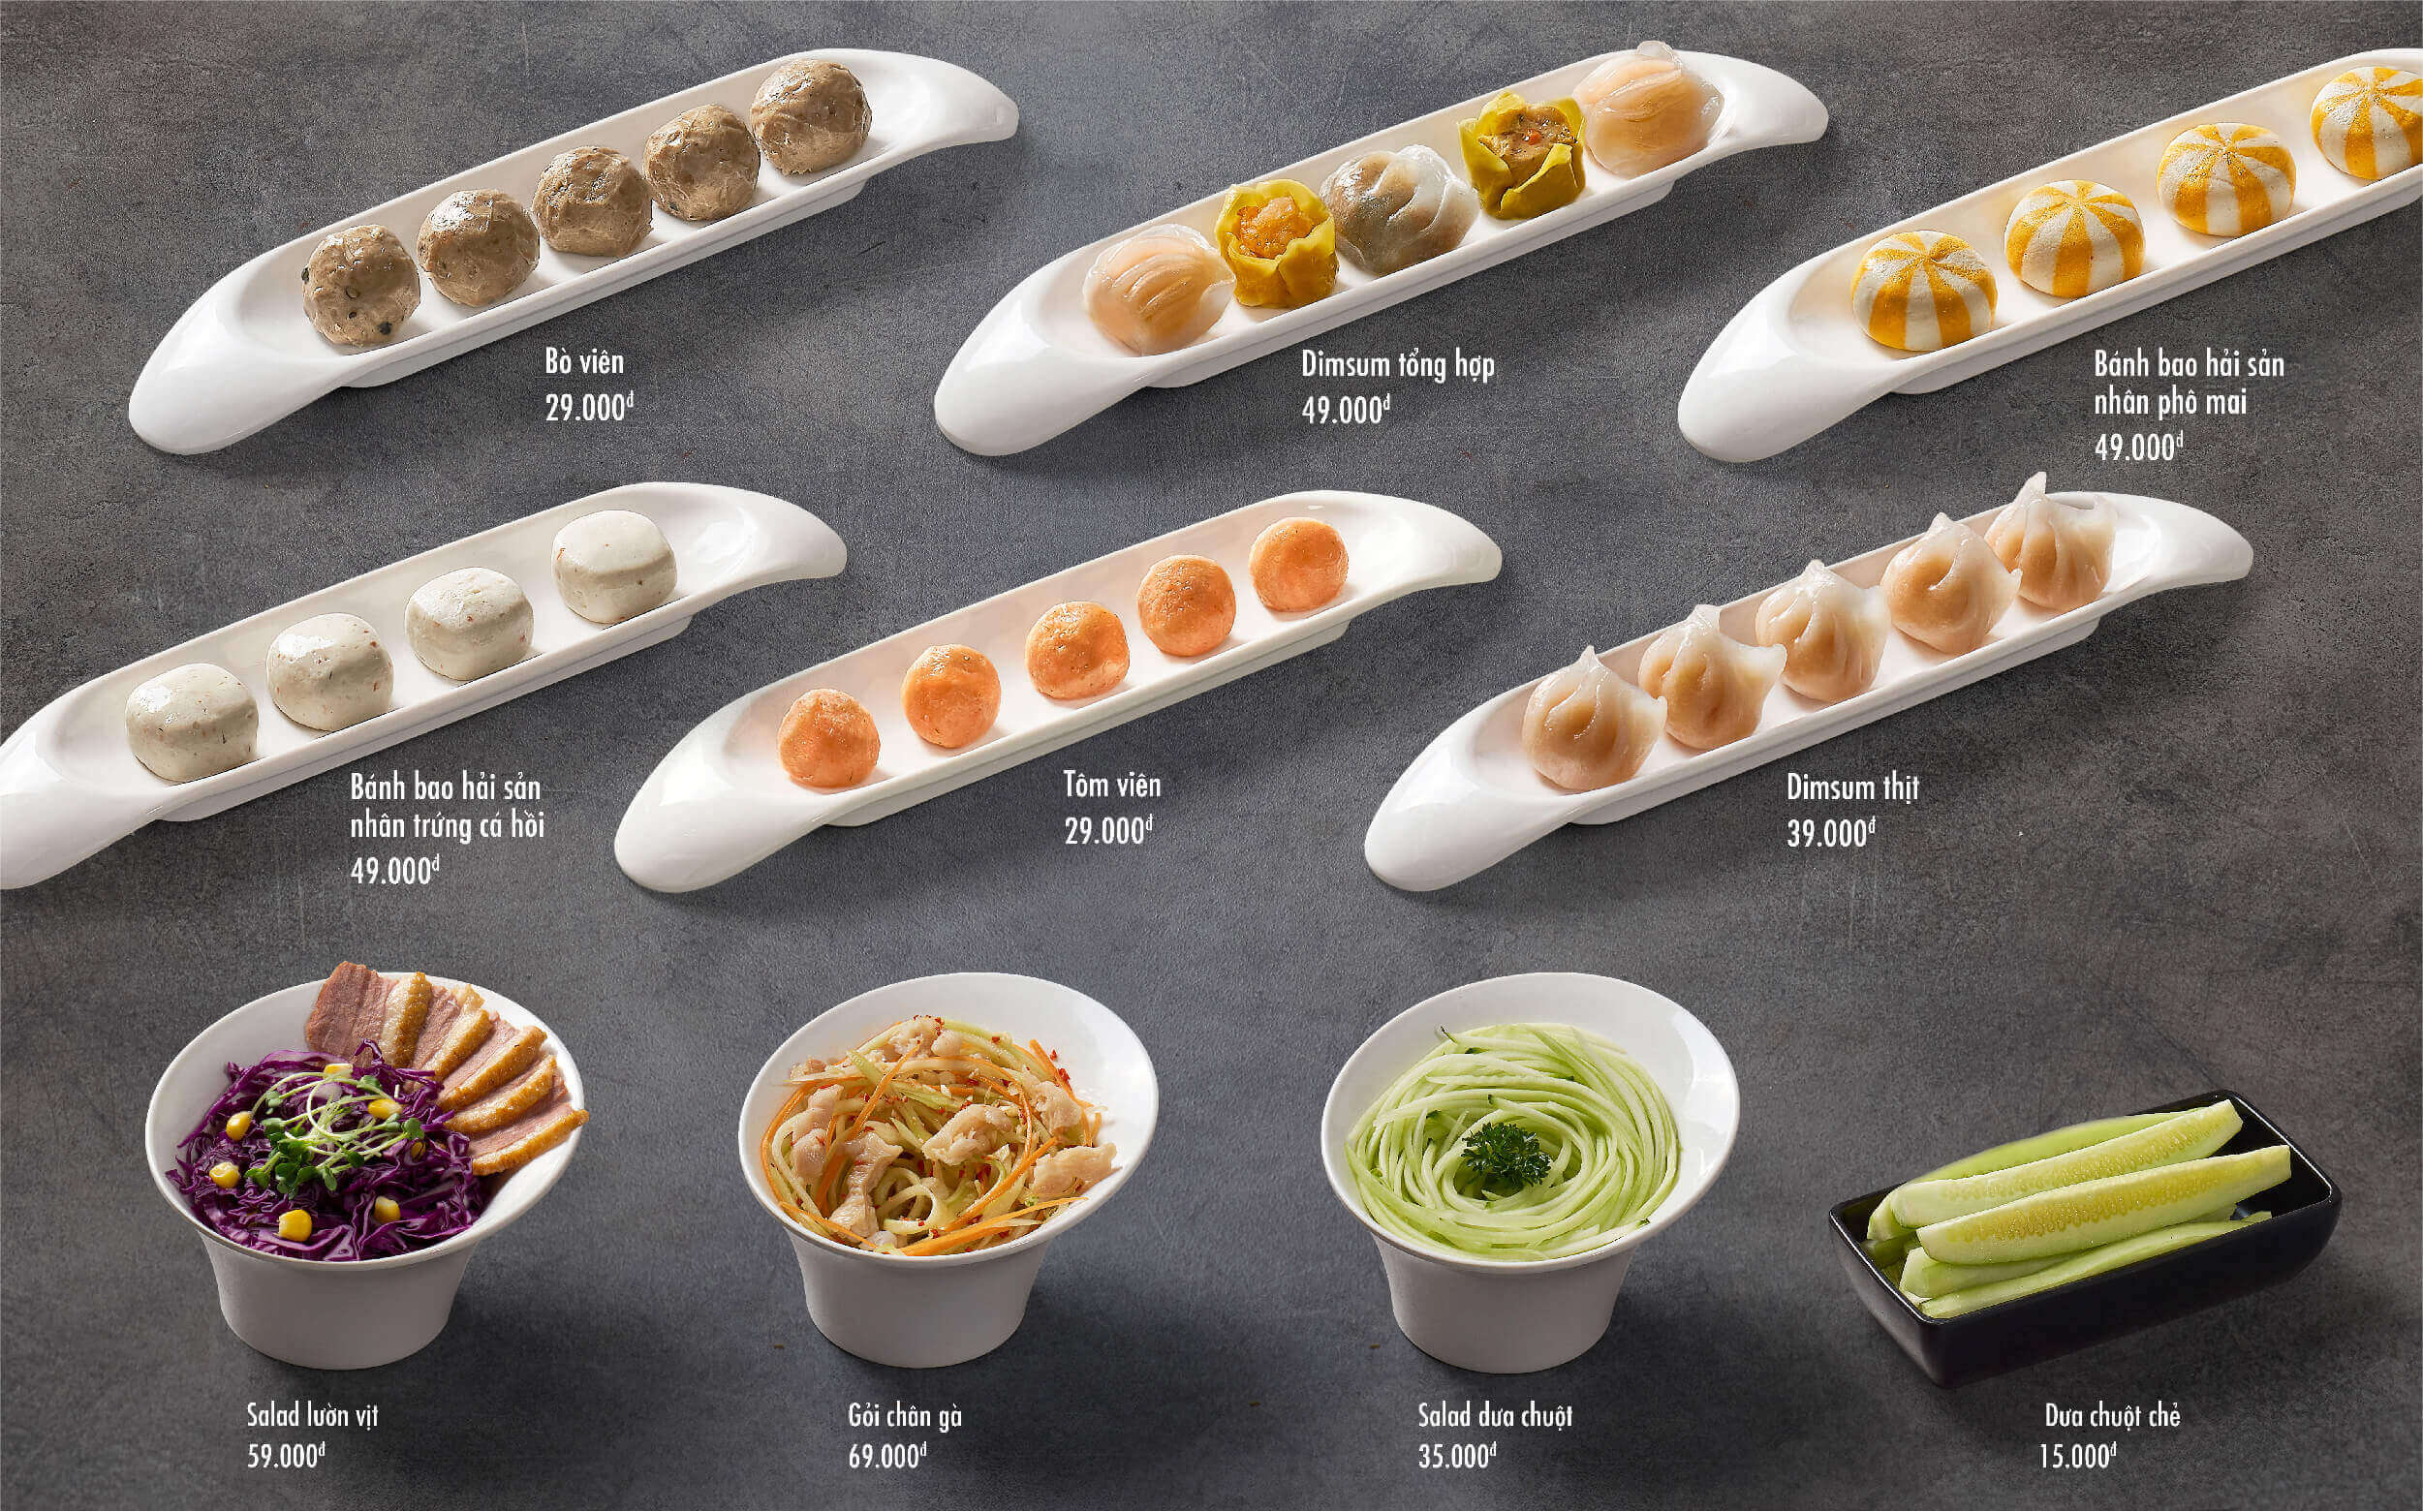 Bò viên
29.000đ
Dimsum tổng hợp
49.000đ
Bánh bao hải sản
nhân phô mai
49.000đ
Bánh bao hải sản
nhân trứng cá hồi
49.000đ
Tôm viên
29.000đ
Dimsum thịt
39.000đ
Salad lườn vịt
59.000đ
Gỏi chân gà
69.000đ
Salad dưa chuột
35.000đ
Dưa chuột chẻ
15.000đ